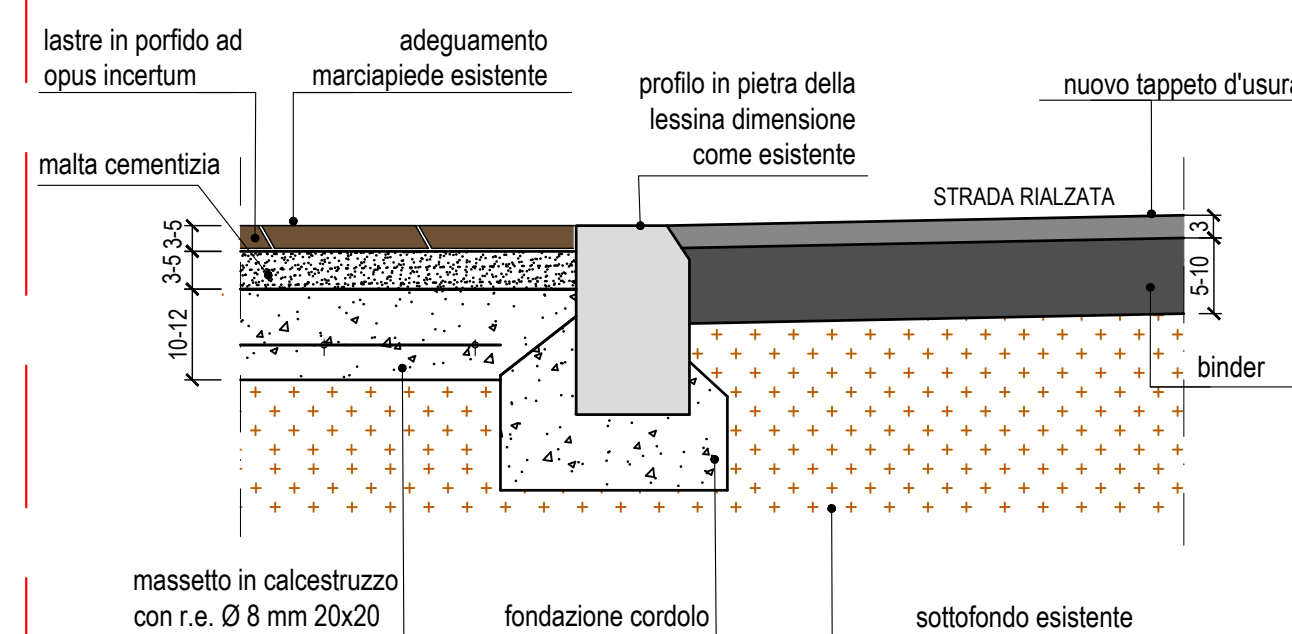 lastre in porfido ad
opus incertum
adeguamento
marciapiede esistente
profilo in pietra della
lessina dimensione
come esistente
nuovo tappeto d'usura
malta cementizia
STRADA RIALZATA
3-5
3-5
10-12
3
5-10
binder
massetto in calcestruzzo
con r.e. Ø 8 mm 20x20
fondazione cordolo
sottofondo esistente